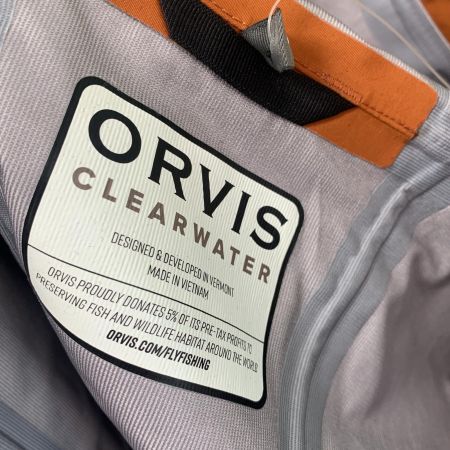 ORVIS
CLEARWATER
DESIGNED & DEVELOPED IN VERMONT
MADE IN VIETNAM
ORVIS PROUDLY DONATES 5% OF ITS PRE-TAX PROFITS TO
PRESERVING FISH AND WILDLIFE HABITAT AROUND THE WORLD
ORVIS.COM/FLYFISHING